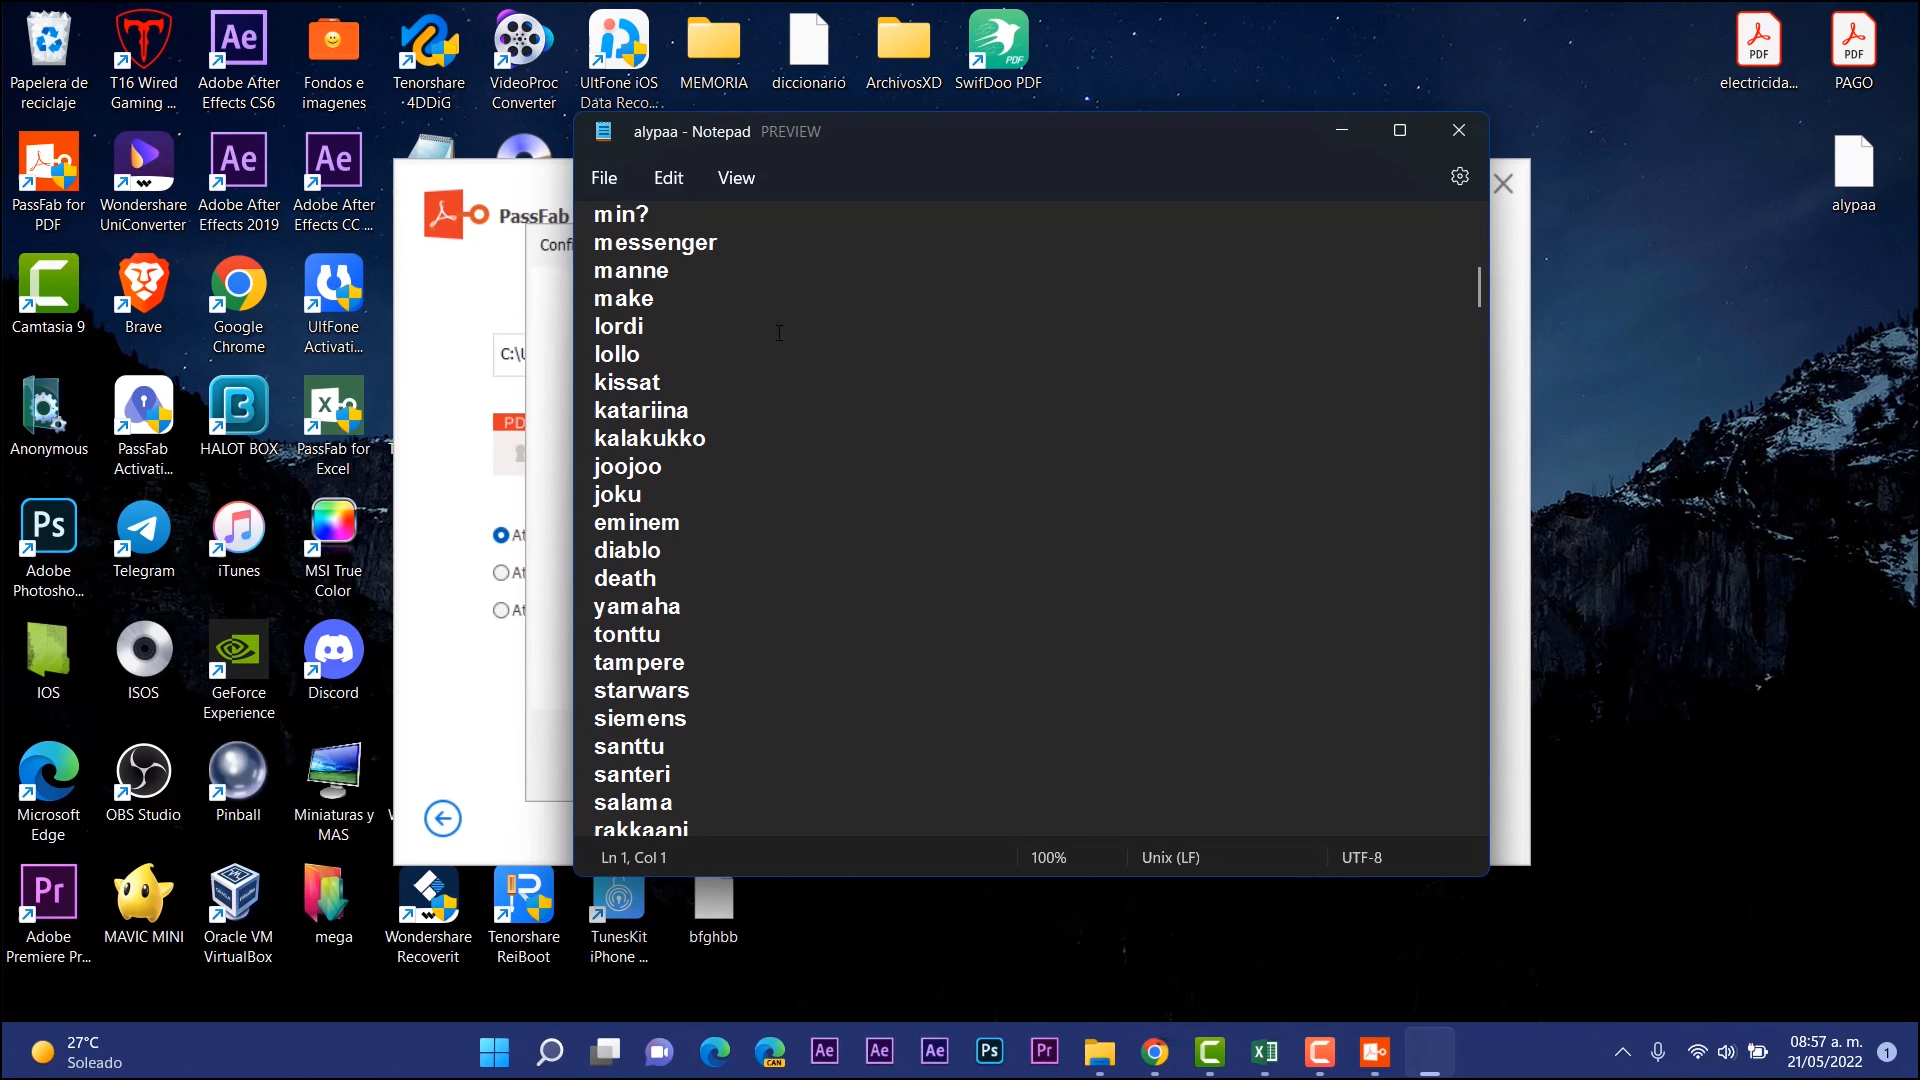 Papelera de
reciclaje
T16 Wired
Gaming ...
Adobe After
Effects CS6
Fondos e
imagenes
Tenorshare
4DDiG
VideoProc
Converter
UltFone iOS
Data Reco...
MEMORIA
diccionario
ArchivosXD
SwifDoo PDF
electricida...
PAGO
PassFab for
PDF
Wondershare
UniConverter
Adobe After
Effects 2019
Adobe After
Effects CC ...
alypaa
Camtasia 9
Brave
Google
Chrome
UltFone
Activati...
Anonymous
PassFab
Activati...
HALOT BOX
PassFab for
Excel
Adobe
Photosho...
Telegram
iTunes
MSI True
Color
IOS
ISOS
GeForce
Experience
Discord
Microsoft
Edge
OBS Studio
Pinball
Miniaturas y
MAS
Adobe
Premiere Pr...
MAVIC MINI
Oracle VM
VirtualBox
mega
Wondershare
Recoverit
Tenorshare
ReiBoot
TunesKit
iPhone ...
bfghbb
PassFab
Confi
C:\U
PD
At
At
At
alypaa - Notepad PREVIEW
File Edit View
min?
messenger
manne
make
lordi
lollo
kissat
katariina
kalakukko
joojoo
joku
eminem
diablo
death
yamaha
tonttu
tampere
starwars
siemens
santtu
santeri
salama
rakkaani
Ln 1, Col 1 100% Unix (LF) UTF-8
27°C
Soleado
08:57 a. m.
21/05/2022
1